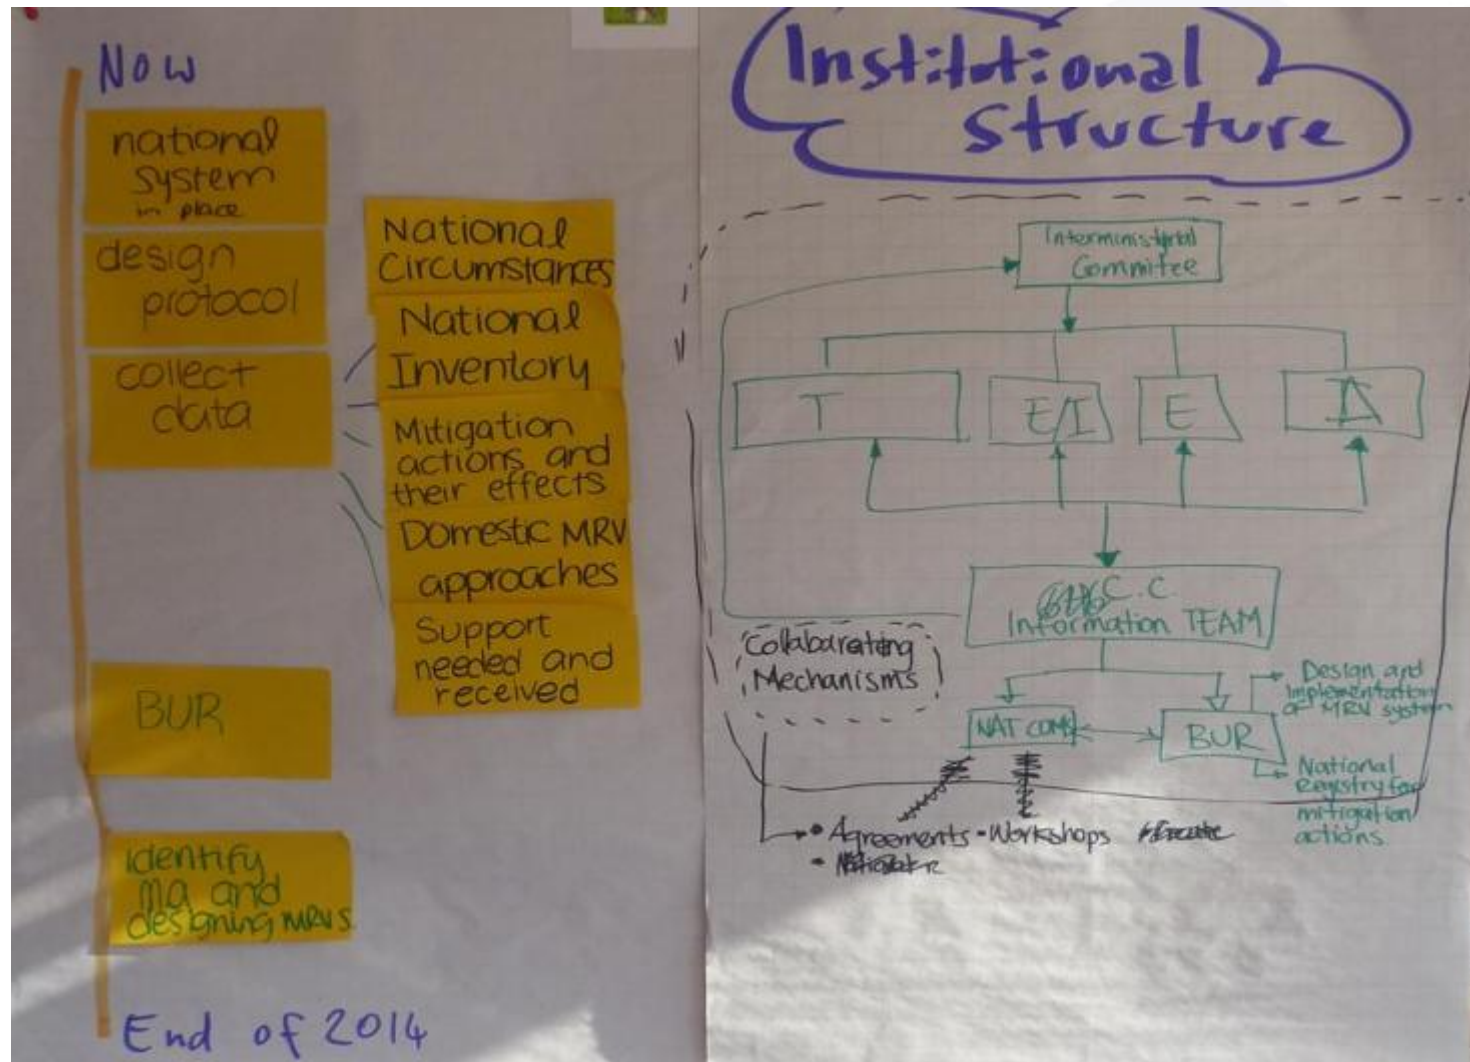 Now
national
system
in place
design
protocol
collect
data
BUR
identify
MA and
designing MRVs.
End of 2014
National
Circumstances
National
Inventory
Mitigation
actions and
their effects
Domestic MRV
approaches
Support
needed and
received
Institutional
Structure
Interministerial
Commitee
T
E/I
E
C.C.
Information TEAM
Collabarating
Mechanisms
NAT COMS
BUR
Design and
implementation
of MRV system
National
Registry for
mitigation
actions.
• Agreements - Workshops